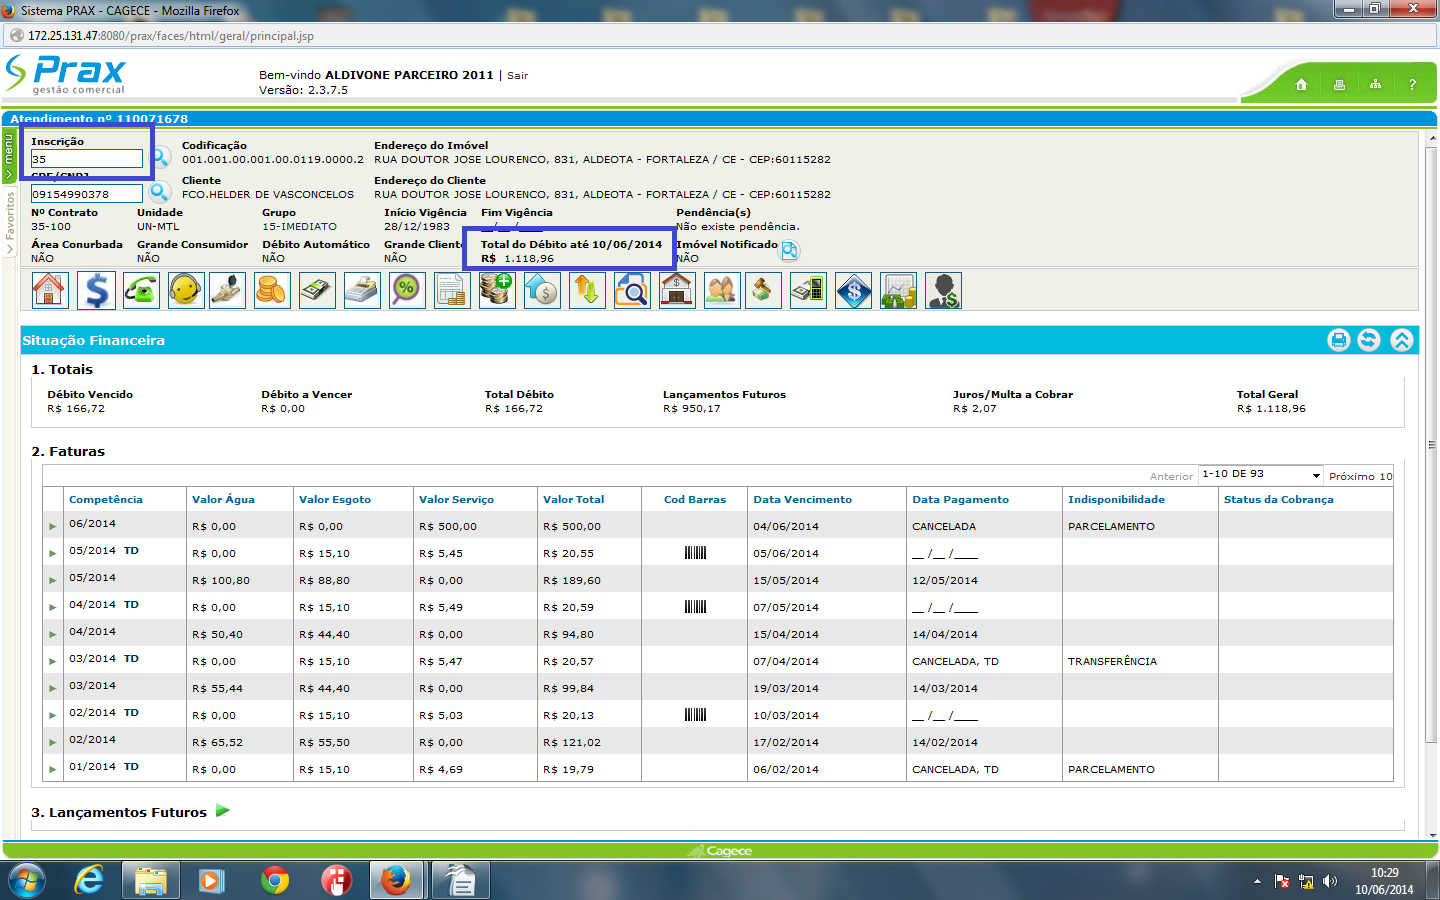 Sistema PRAX - CAGECE - Mozilla Firefox
172.25.131.47:8080/prax/faces/html/geral/principal.jsp
Prax
gestão comercial
Bem-vindo ALDIVONE PARCEIRO 2011 | Sair
Versão: 2.3.7.5
?
Atendimento nº 110071678
menu
Favoritos
Inscrição Codificação Endereço do Imóvel
35 001.001.00.001.00.0119.0000.2 RUA DOUTOR JOSE LOURENCO, 831, ALDEOTA - FORTALEZA / CE - CEP:60115282
CPF/CNPJ Cliente Endereço do Cliente
09154990378 FCO.HELDER DE VASCONCELOS RUA DOUTOR JOSE LOURENCO, 831, ALDEOTA - FORTALEZA / CE - CEP:60115282
Nº Contrato Unidade Grupo Início Vigência Fim Vigência Pendência(s)
35-100 UN-MTL 15-IMEDIATO 28/12/1983 __/__/____ Não existe pendência.
Área Conurbada Grande Consumidor Débito Automático Grande Cliente Total do Débito até 10/06/2014 Imóvel Notificado
NÃO NÃO NÃO NÃO R$ 1.118,96 NÃO
Situação Financeira
1. Totais
Débito Vencido Débito a Vencer Total Débito Lançamentos Futuros Juros/Multa a Cobrar Total Geral
R$ 166,72 R$ 0,00 R$ 166,72 R$ 950,17 R$ 2,07 R$ 1.118,96
2. Faturas
Anterior 1-10 DE 93 Próximo 10
Competência Valor Água Valor Esgoto Valor Serviço Valor Total Cod Barras Data Vencimento Data Pagamento Indisponibilidade Status da Cobrança
06/2014 R$ 0,00 R$ 0,00 R$ 500,00 R$ 500,00 04/06/2014 CANCELADA PARCELAMENTO
05/2014 TD R$ 0,00 R$ 15,10 R$ 5,45 R$ 20,55 05/06/2014 __ /__ /____
05/2014 R$ 100,80 R$ 88,80 R$ 0,00 R$ 189,60 15/05/2014 12/05/2014
04/2014 TD R$ 0,00 R$ 15,10 R$ 5,49 R$ 20,59 07/05/2014 __ /__ /____
04/2014 R$ 50,40 R$ 44,40 R$ 0,00 R$ 94,80 15/04/2014 14/04/2014
03/2014 TD R$ 0,00 R$ 15,10 R$ 5,47 R$ 20,57 07/04/2014 CANCELADA, TD TRANSFERÊNCIA
03/2014 R$ 55,44 R$ 44,40 R$ 0,00 R$ 99,84 19/03/2014 14/03/2014
02/2014 TD R$ 0,00 R$ 15,10 R$ 5,03 R$ 20,13 10/03/2014 __ /__ /____
02/2014 R$ 65,52 R$ 55,50 R$ 0,00 R$ 121,02 17/02/2014 14/02/2014
01/2014 TD R$ 0,00 R$ 15,10 R$ 4,69 R$ 19,79 06/02/2014 CANCELADA, TD PARCELAMENTO
3. Lançamentos Futuros
Cagece
10:29
10/06/2014